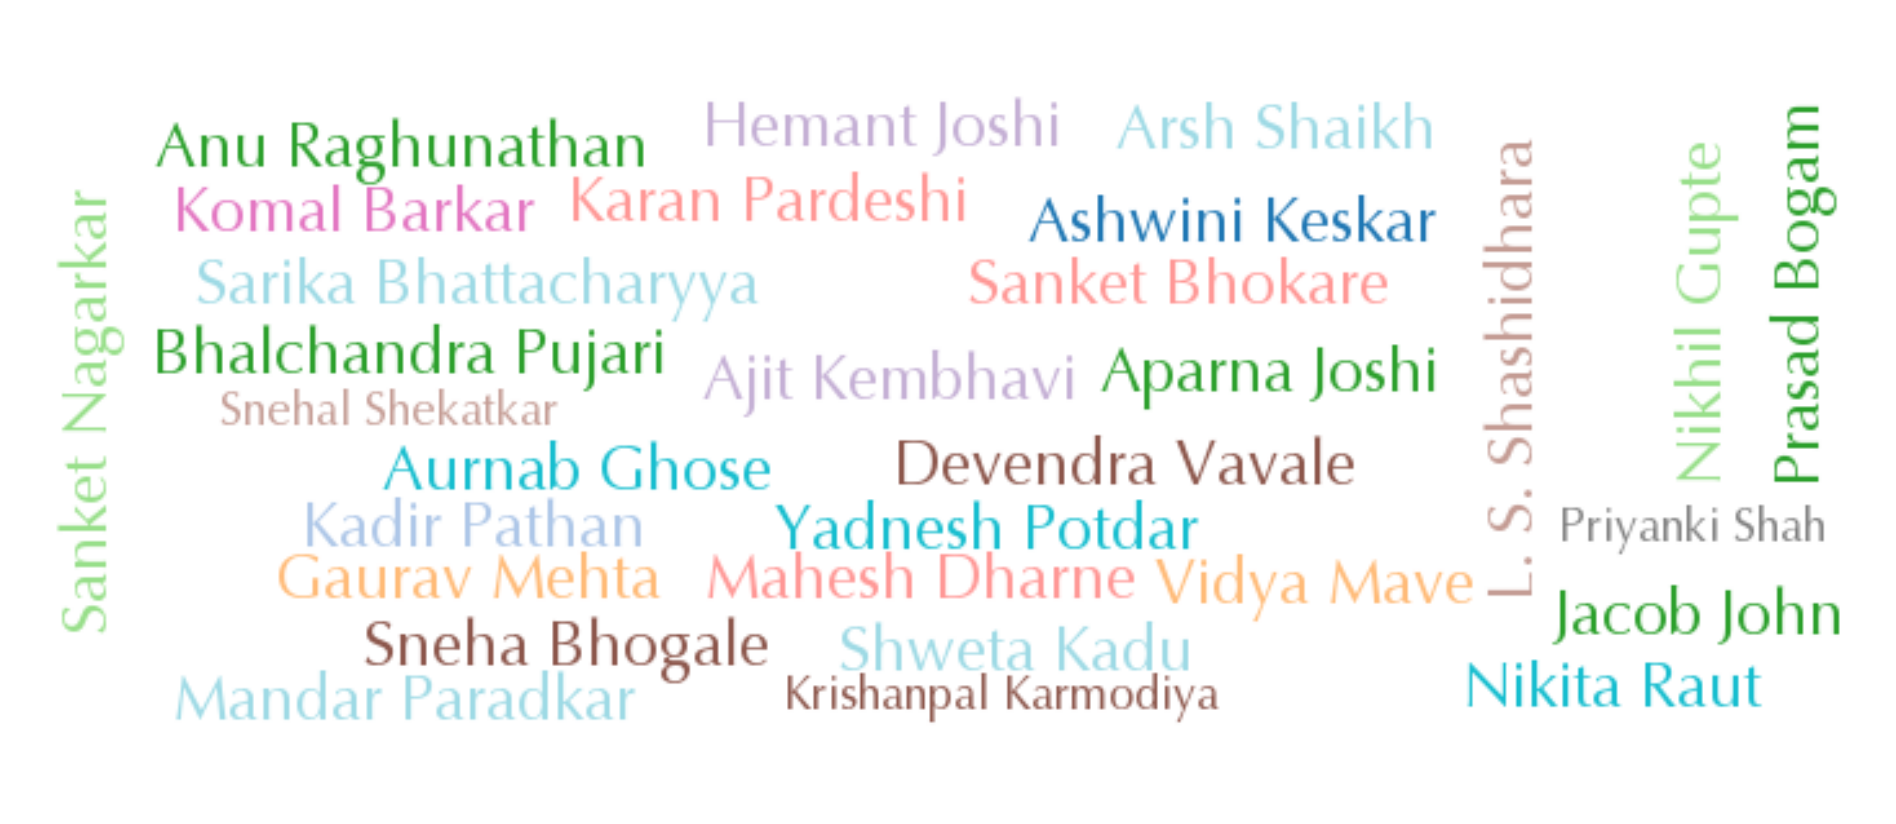 Hemant Joshi
Arsh Shaikh
Anu Raghunathan
Komal Barkar
Karan Pardeshi
Ashwini Keskar
Sarika Bhattacharyya
Sanket Bhokare
Bhalchandra Pujari
Ajit Kembhavi
Aparna Joshi
Snehal Shekatkar
Aurnab Ghose
Devendra Vavale
Kadir Pathan
Yadnesh Potdar
Gaurav Mehta
Mahesh Dharne
Vidya Mave
Sneha Bhogale
Shweta Kadu
Mandar Paradkar
Krishanpal Karmodiya
Sanket Nagarkar
L. S. Shashidhara
Nikhil Gupte
Prasad Bogam
Priyanki Shah
Jacob John
Nikita Raut